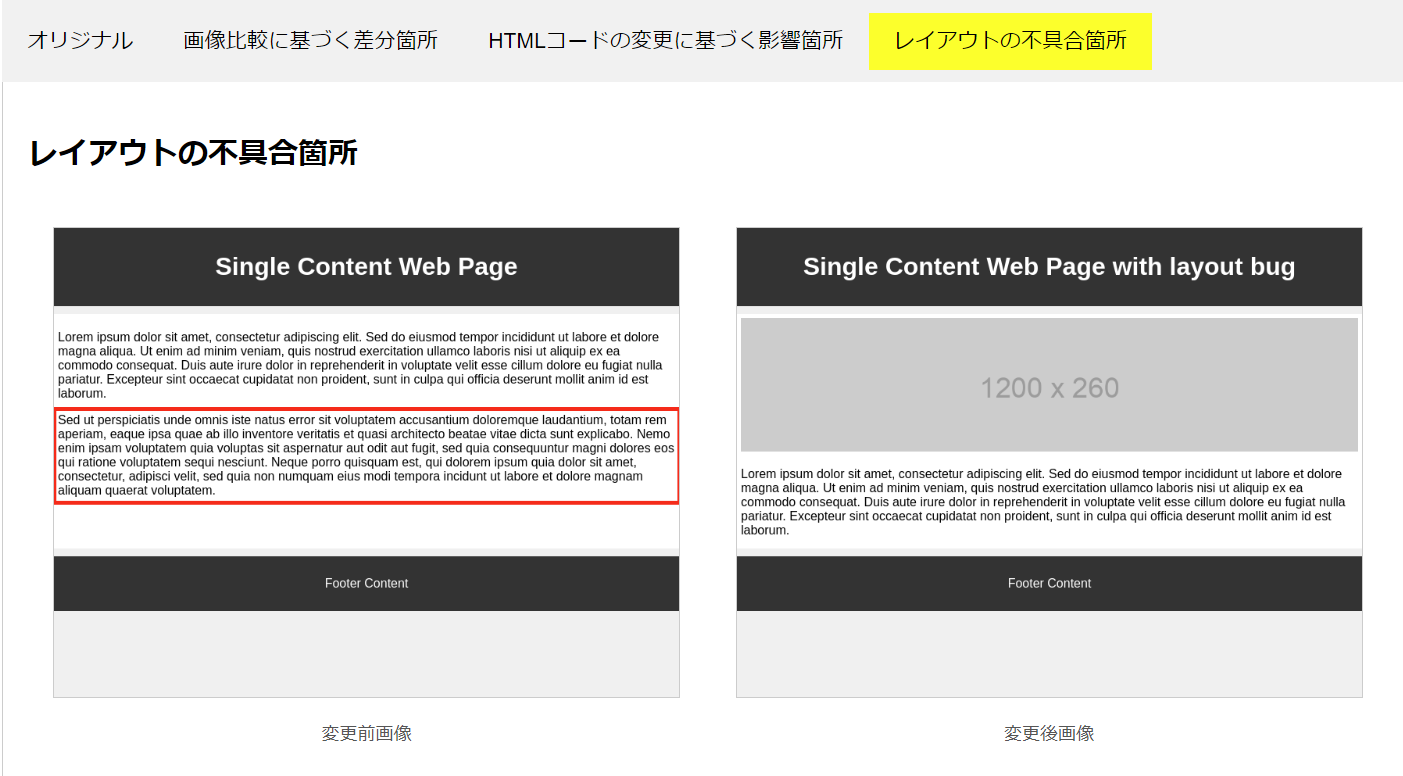 オリジナル 画像比較に基づく差分箇所 HTMLコードの変更に基づく影響箇所 レイアウトの不具合箇所
レイアウトの不具合箇所
Single Content Web Page
Lorem ipsum dolor sit amet, consectetur adipiscing elit. Sed do eiusmod tempor incididunt ut labore et dolore
magna aliqua. Ut enim ad minim veniam, quis nostrud exercitation ullamco laboris nisi ut aliquip ex ea
commodo consequat. Duis aute irure dolor in reprehenderit in voluptate velit esse cillum dolore eu fugiat nulla
pariatur. Excepteur sint occaecat cupidatat non proident, sunt in culpa qui officia deserunt mollit anim id est
laborum.
Sed ut perspiciatis unde omnis iste natus error sit voluptatem accusantium doloremque laudantium, totam rem
aperiam, eaque ipsa quae ab illo inventore veritatis et quasi architecto beatae vitae dicta sunt explicabo. Nemo
enim ipsam voluptatem quia voluptas sit aspernatur aut odit aut fugit, sed quia consequuntur magni dolores eos
qui ratione voluptatem sequi nesciunt. Neque porro quisquam est, qui dolorem ipsum quia dolor sit amet,
consectetur, adipisci velit, sed quia non numquam eius modi tempora incidunt ut labore et dolore magnam
aliquam quaerat voluptatem.
Footer Content
変更前画像
Single Content Web Page with layout bug
1200 x 260
Lorem ipsum dolor sit amet, consectetur adipiscing elit. Sed do eiusmod tempor incididunt ut labore et dolore
magna aliqua. Ut enim ad minim veniam, quis nostrud exercitation ullamco laboris nisi ut aliquip ex ea
commodo consequat. Duis aute irure dolor in reprehenderit in voluptate velit esse cillum dolore eu fugiat nulla
pariatur. Excepteur sint occaecat cupidatat non proident, sunt in culpa qui officia deserunt mollit anim id est
laborum.
Footer Content
変更後画像